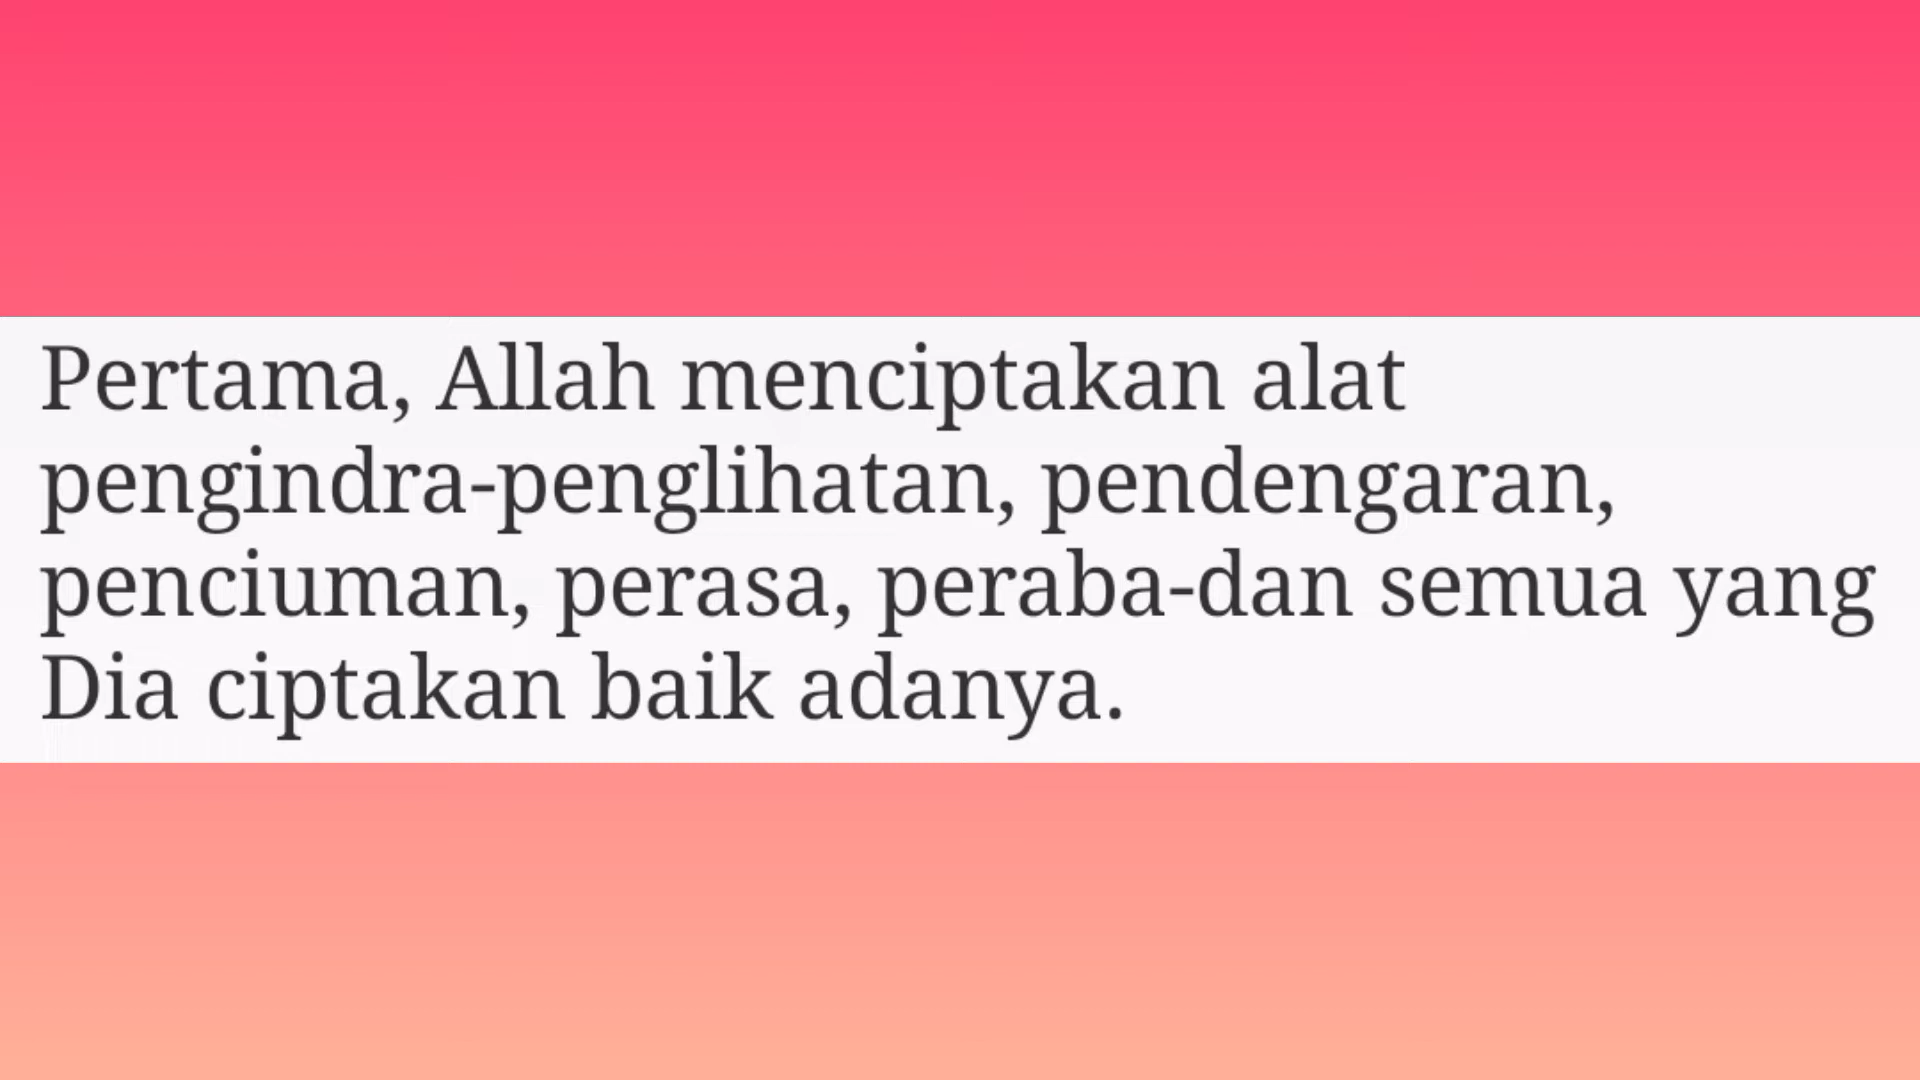 Pertama, Allah menciptakan alat
pengindra-penglihatan, pendengaran,
penciuman, perasa, peraba-dan semua yang
Dia ciptakan baik adanya.